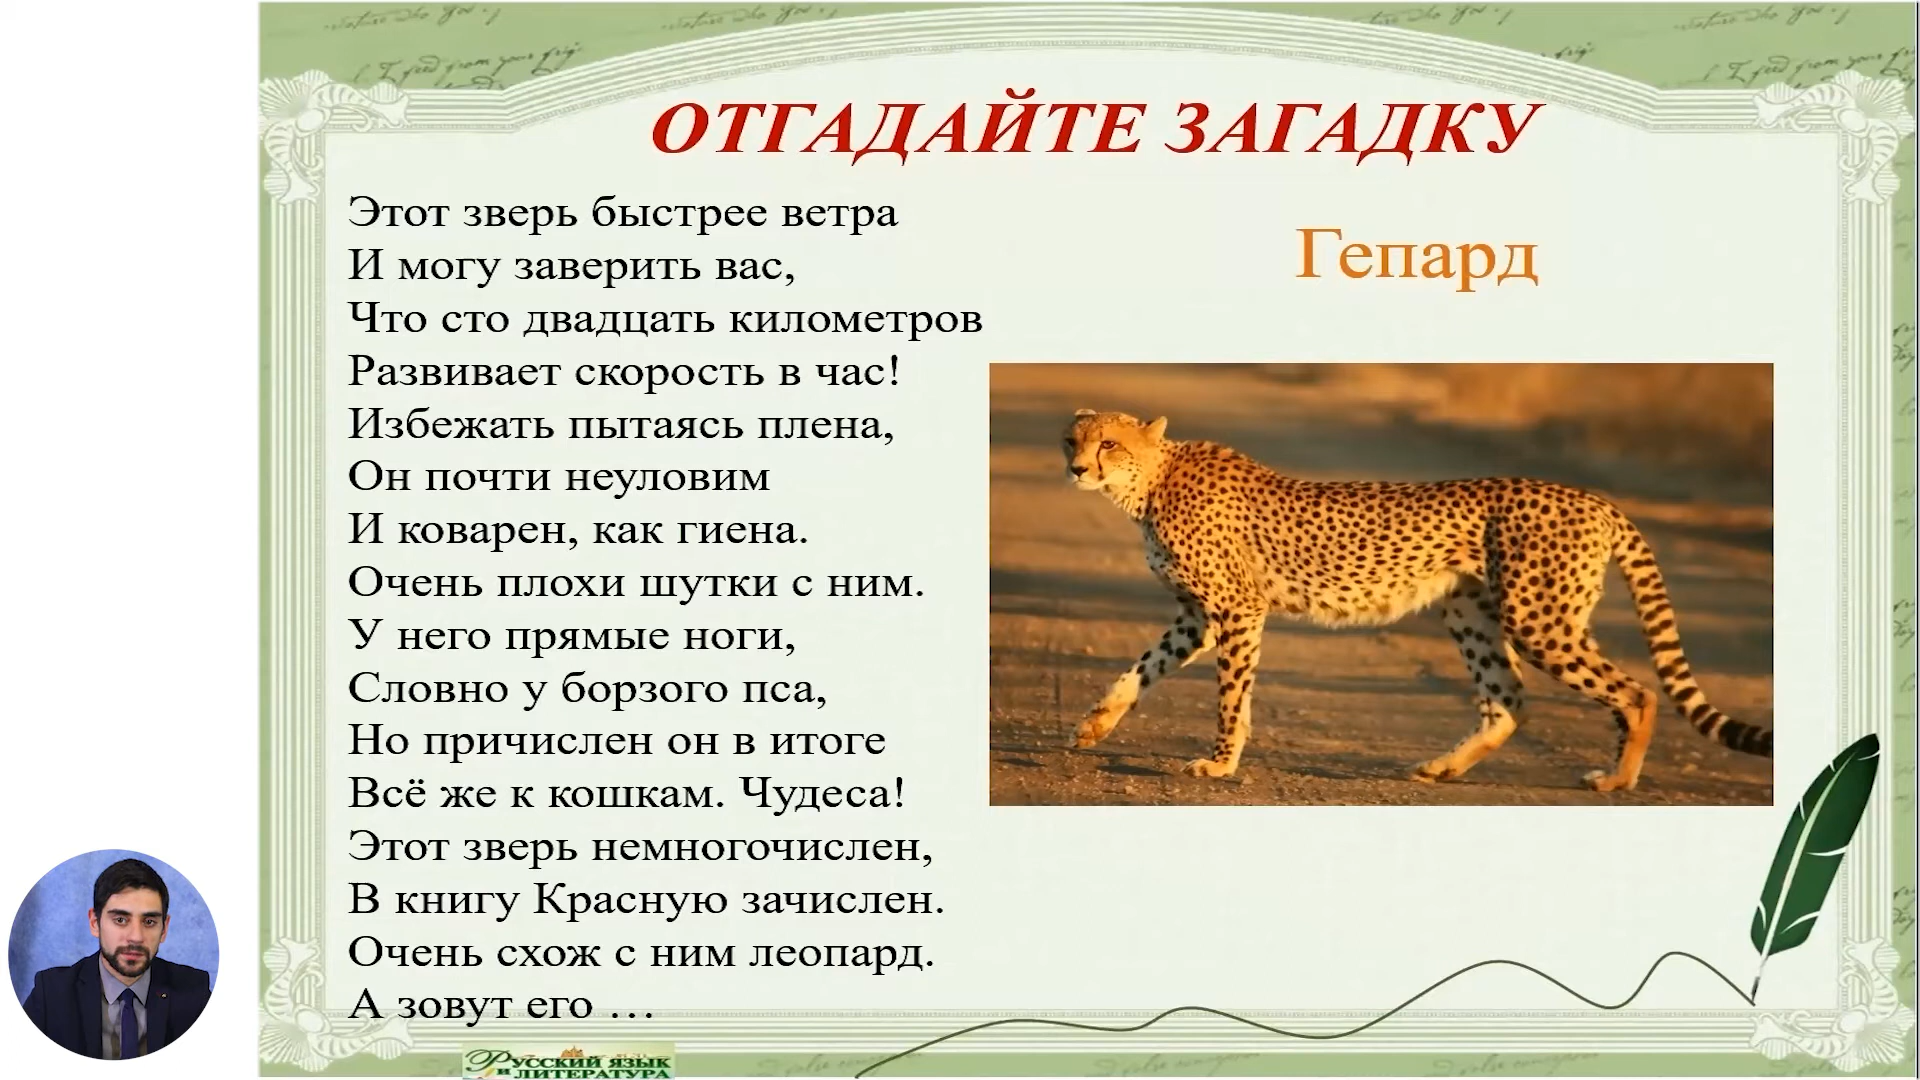 ОТГАДАЙТЕ ЗАГАДКУ
Этот зверь быстрее ветра
И могу заверить вас,
Что сто двадцать километров
Развивает скорость в час!
Избежать пытаясь плена,
Он почти неуловим
И коварен, как гиена.
Очень плохи шутки с ним.
У него прямые ноги,
Словно у борзого пса,
Но причислен он в итоге
Всё же к кошкам. Чудеса!
Этот зверь немногочислен,
В книгу Красную зачислен.
Очень схож с ним леопард.
А зовут его …
Гепард
РУССКИЙ ЯЗЫК
и ЛИТЕРАТУРА